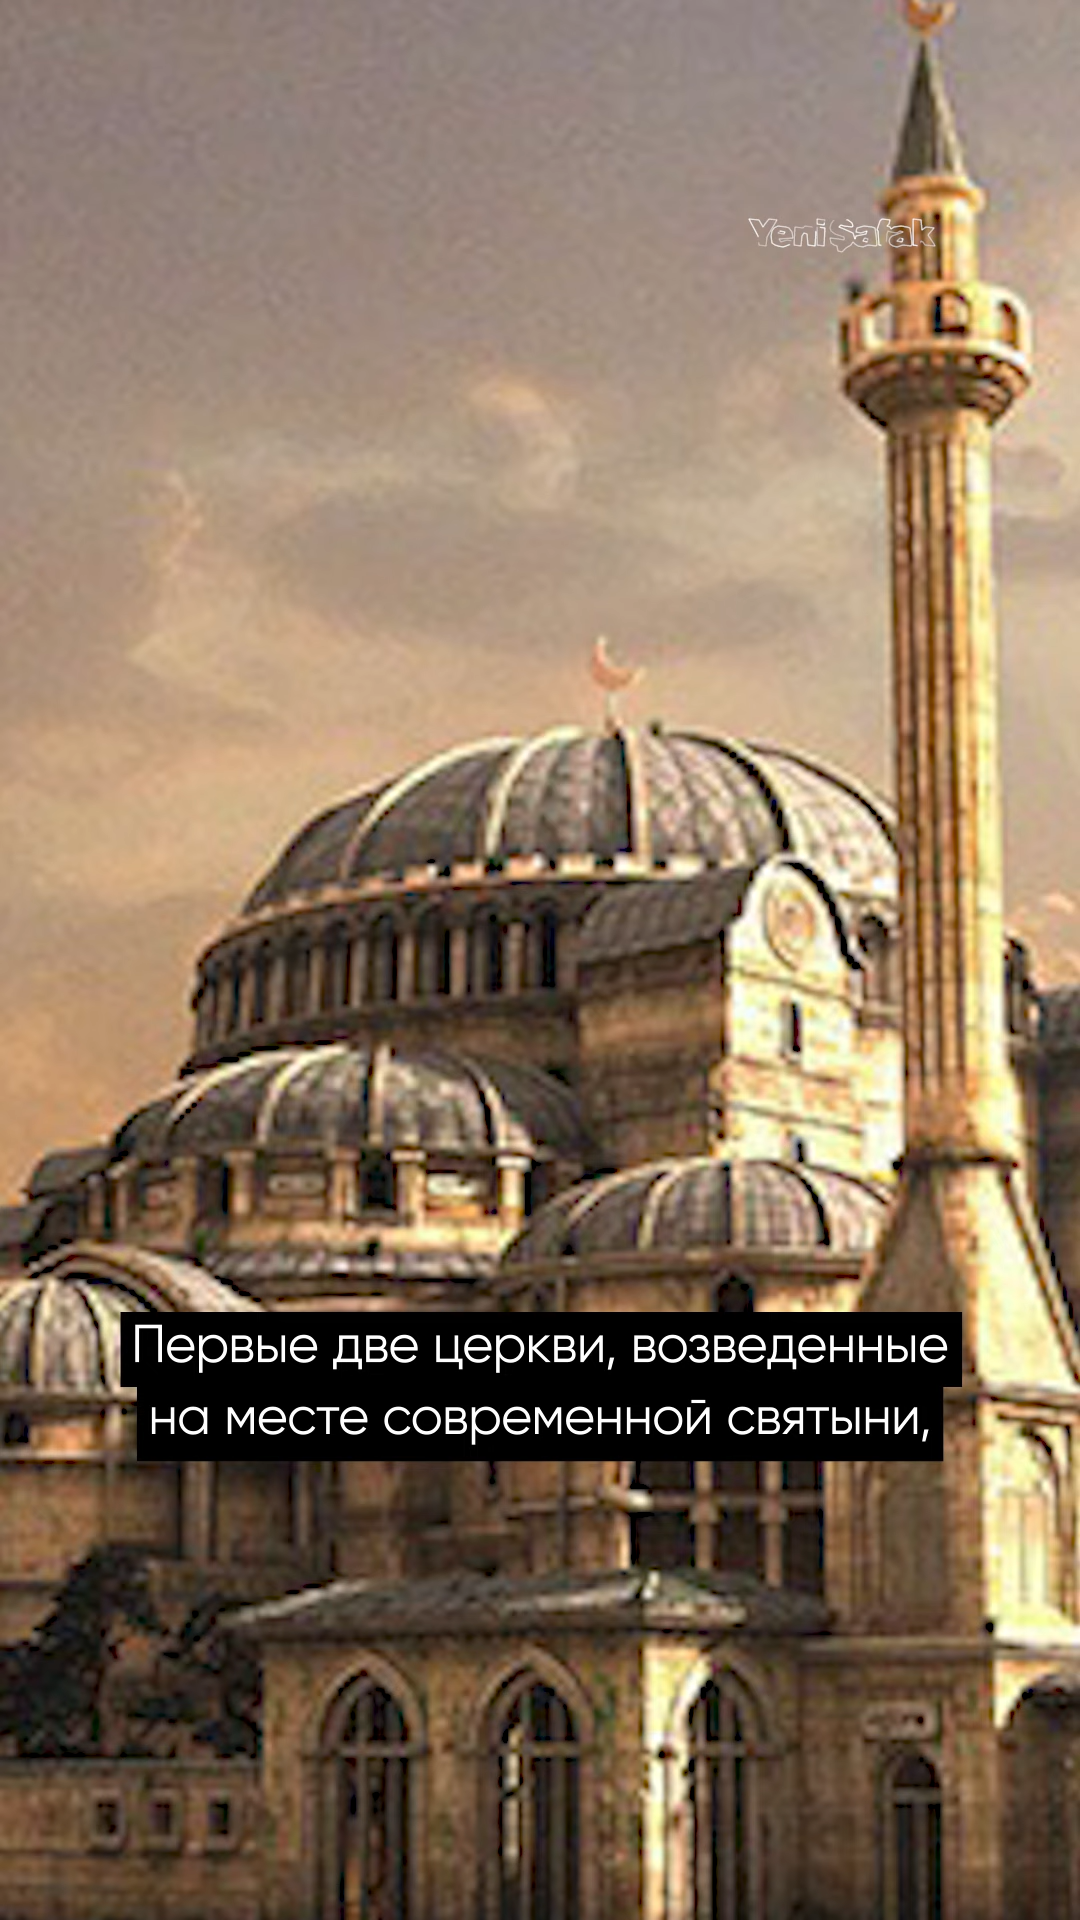 Yeni Şafak
Первые две церкви, возведенные
на месте современной святыни,